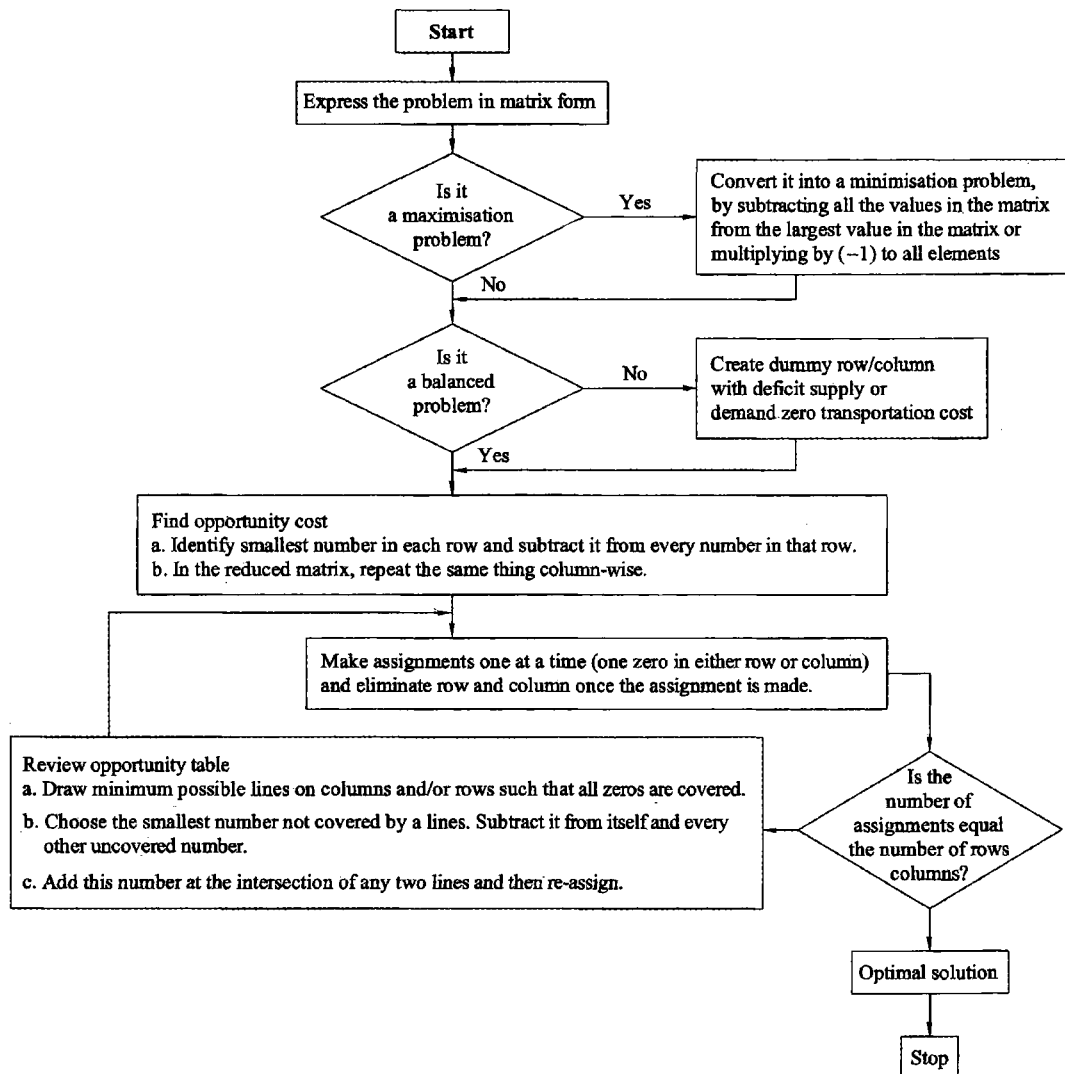 Start
Express the problem in matrix form
Is it
a maximisation
problem?
Yes
Convert it into a minimisation problem,
by subtracting all the values in the matrix
from the largest value in the matrix or
multiplying by (−1) to all elements
No
Is it
a balanced
problem?
No
Create dummy row/column
with deficit supply or
demand zero transportation cost
Yes
Find opportunity cost
a. Identify smallest number in each row and subtract it from every number in that row.
b. In the reduced matrix, repeat the same thing column-wise.
Make assignments one at a time (one zero in either row or column)
and eliminate row and column once the assignment is made.
Review opportunity table
a. Draw minimum possible lines on columns and/or rows such that all zeros are covered.
b. Choose the smallest number not covered by a lines. Subtract it from itself and every
other uncovered number.
c. Add this number at the intersection of any two lines and then re-assign.
Is the
number of
assignments equal
the number of rows
columns?
Optimal solution
Stop